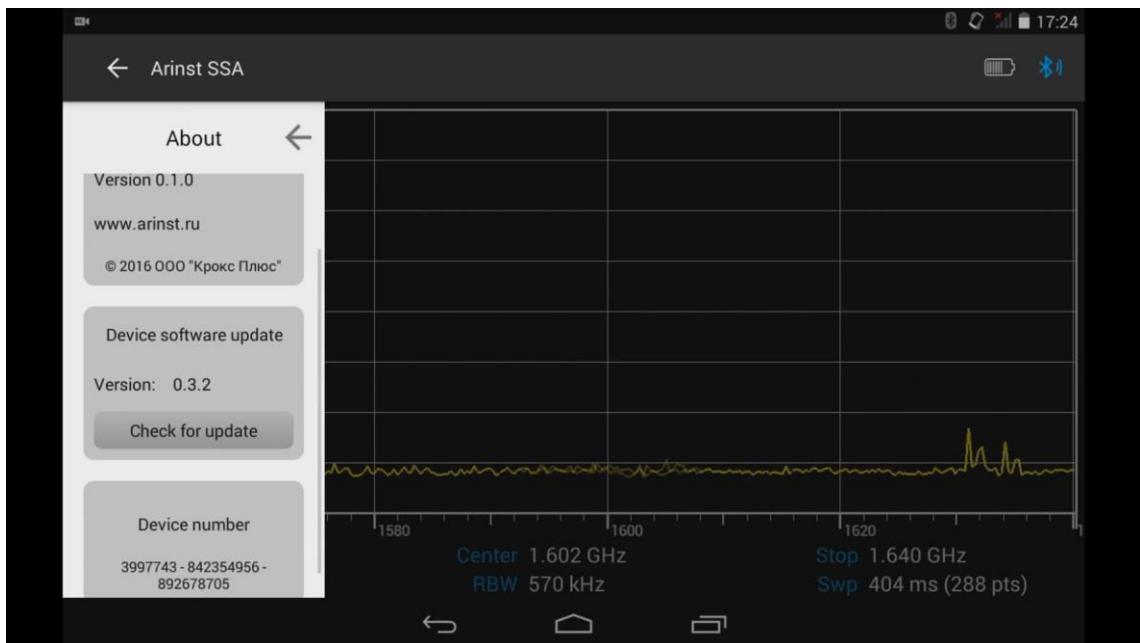 17:24
Arinst SSA
About
Version 0.1.0
www.arinst.ru
© 2016 ООО "Крокс Плюс"
Device software update
Version: 0.3.2
Check for update
Device number
3997743 - 842354956 -
892678705
1580 1600 1620
Center 1.602 GHz Stop 1.640 GHz
RBW 570 kHz Swp 404 ms (288 pts)